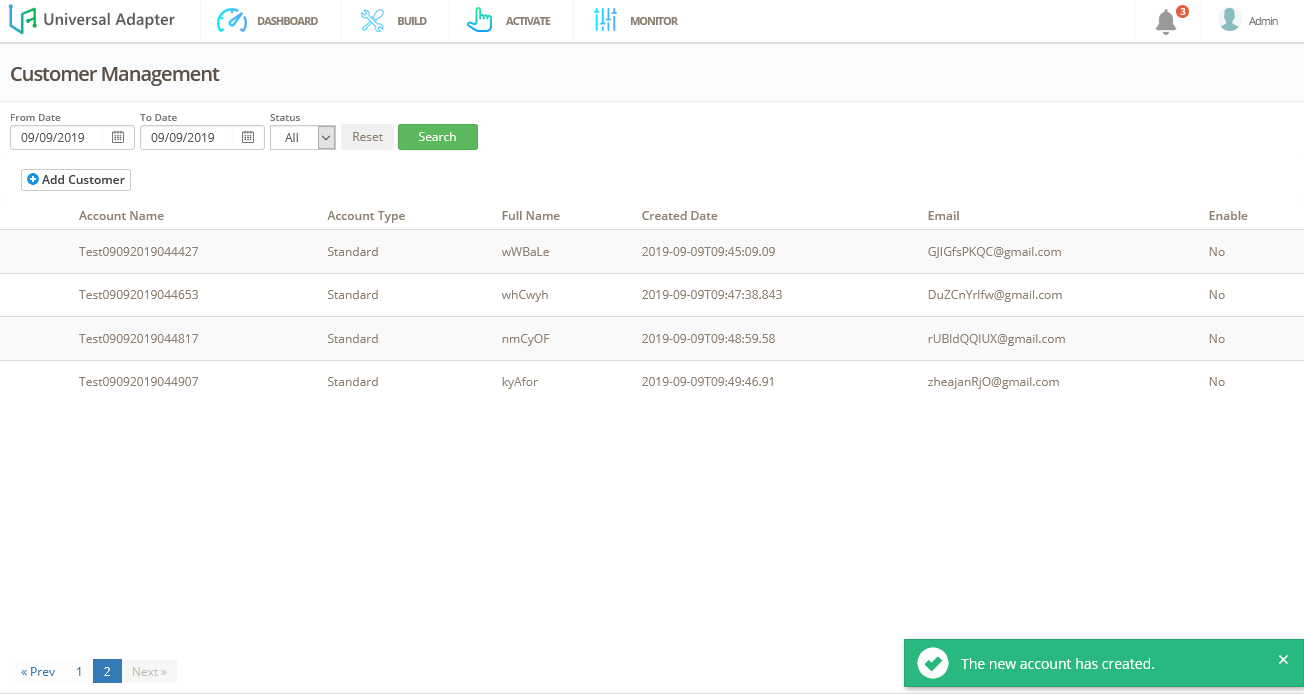 Universal Adapter DASHBOARD BUILD ACTIVATE MONITOR 3 Admin
Customer Management
From Date To Date Status
09/09/2019 09/09/2019 All Reset Search
Add Customer
Account Name Account Type Full Name Created Date Email Enable
Test09092019044427 Standard wWBaLe 2019-09-09T09:45:09.09 GJIGfsPKQC@gmail.com No
Test09092019044653 Standard whCwyh 2019-09-09T09:47:38.843 DuZCnYrlfw@gmail.com No
Test09092019044817 Standard nmCyOF 2019-09-09T09:48:59.58 rUBldQQlUX@gmail.com No
Test09092019044907 Standard kyAfor 2019-09-09T09:49:46.91 zheajanRjO@gmail.com No
« Prev 1 2 Next »
The new account has created.